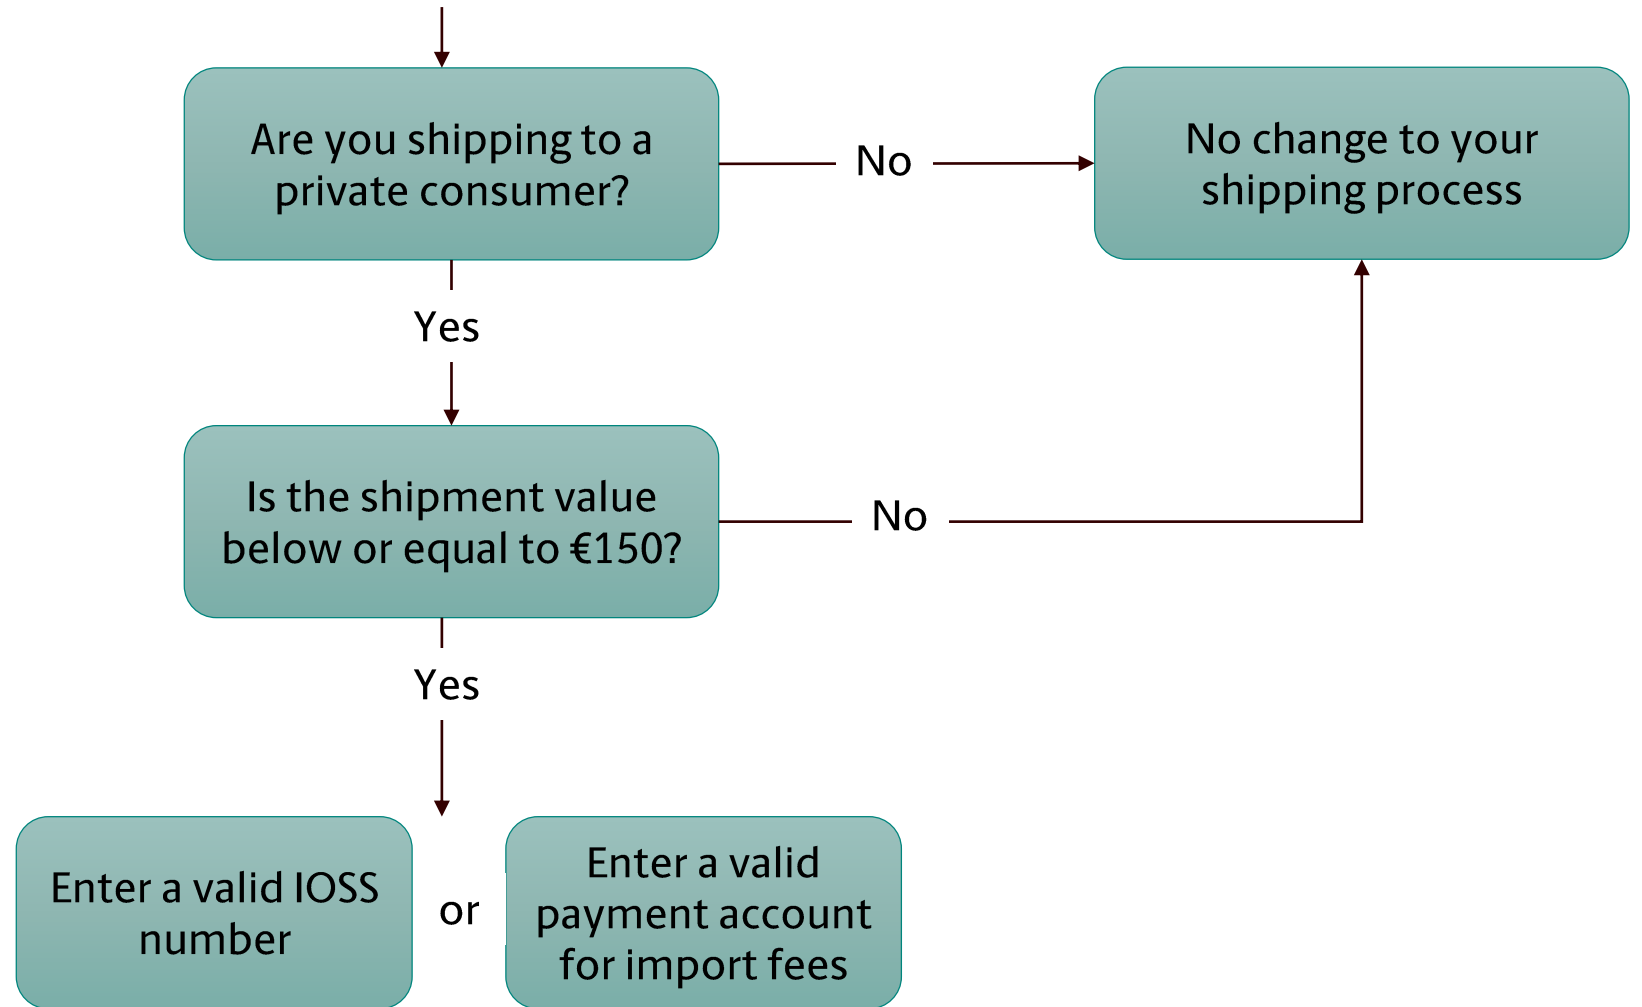 Are you shipping to a
private consumer?
No
No change to your
shipping process
Yes
Is the shipment value
below or equal to €150?
No
Yes
Enter a valid IOSS
number
or
Enter a valid
payment account
for import fees